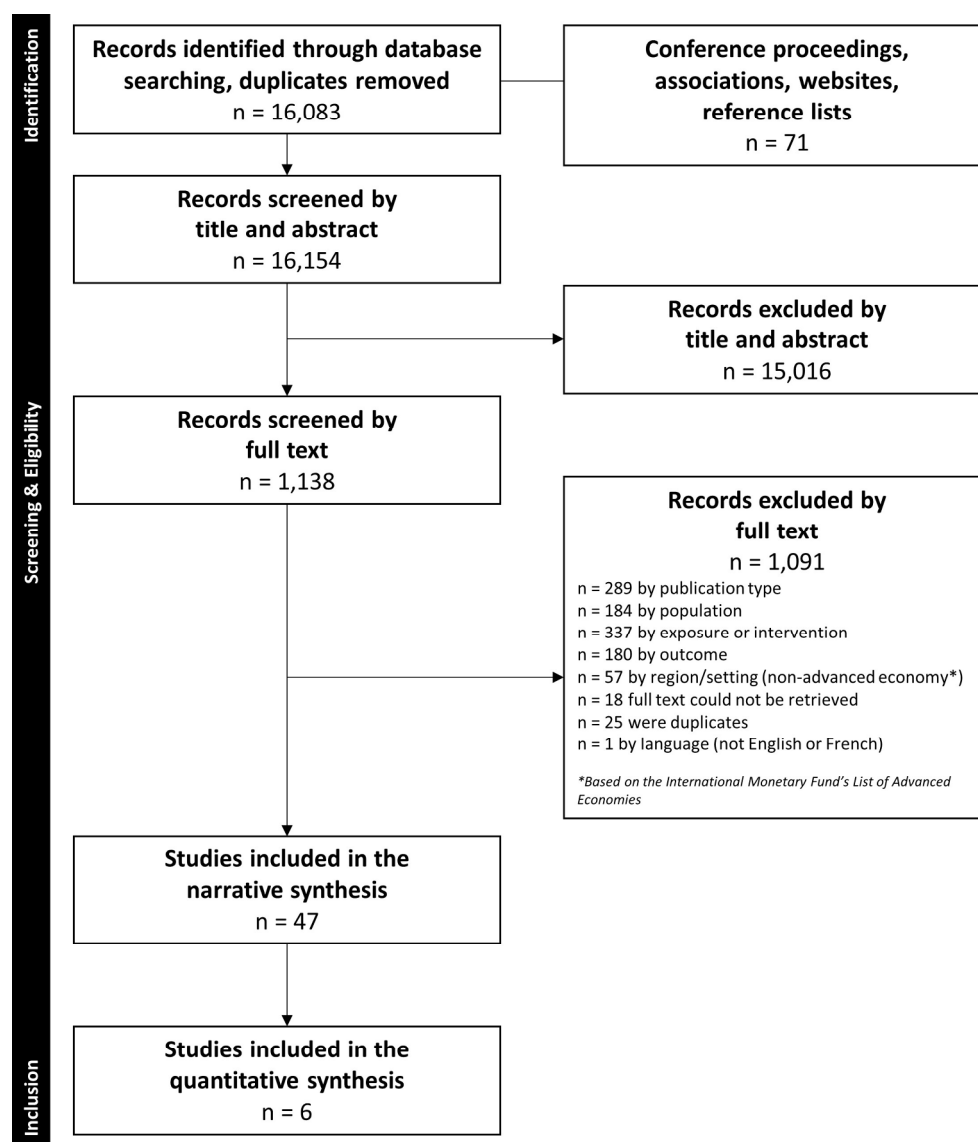 Identification
Records identified through database
searching, duplicates removed
n = 16,083
Conference proceedings,
associations, websites,
reference lists
n = 71
Screening & Eligibility
Records screened by
title and abstract
n = 16,154
Records excluded by
title and abstract
n = 15,016
Records screened by
full text
n = 1,138
Records excluded by
full text
n = 1,091
n = 289 by publication type
n = 184 by population
n = 337 by exposure or intervention
n = 180 by outcome
n = 57 by region/setting (non-advanced economy*)
n = 18 full text could not be retrieved
n = 25 were duplicates
n = 1 by language (not English or French)
*Based on the International Monetary Fund's List of Advanced
Economies
Studies included in the
narrative synthesis
n = 47
Inclusion
Studies included in the
quantitative synthesis
n = 6